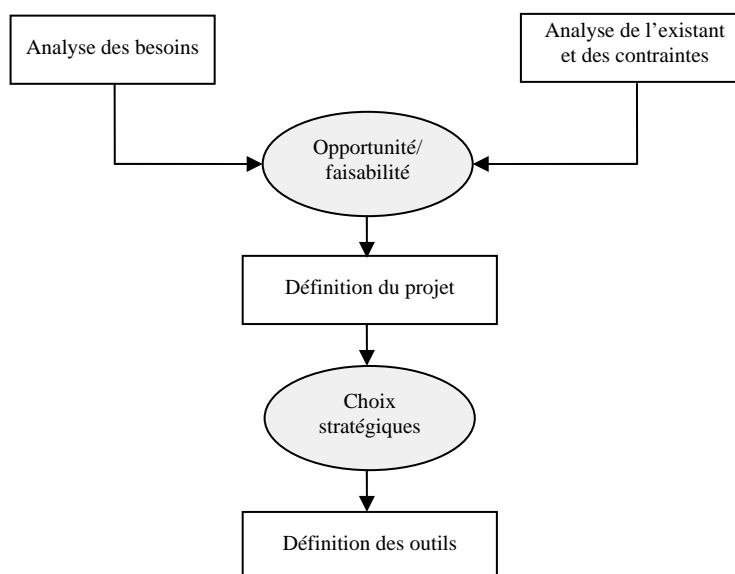 Analyse des besoins
Analyse de l’existant
et des contraintes
Opportunité/
faisabilité
Définition du projet
Choix
stratégiques
Définition des outils